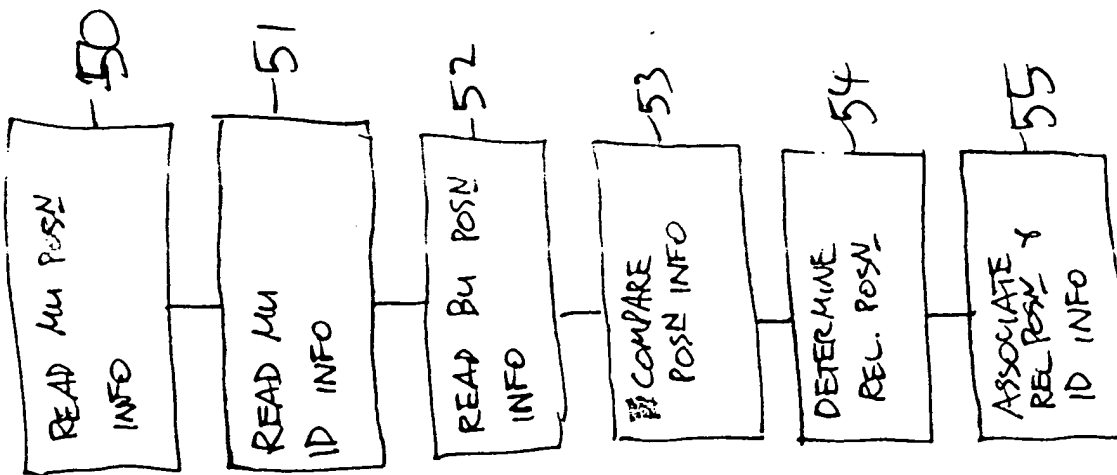 READ MU POSN
INFO
50
READ MU
ID INFO
51
READ BU POSN
INFO
52
COMPARE
POSN INFO
53
DETERMINE
REL. POSN
54
ASSOCIATE
REL POSN &
ID INFO
55